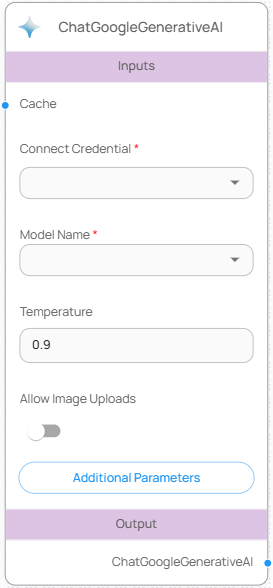 ChatGoogleGenerativeAI
Inputs
Cache
Connect Credential *
Model Name *
Temperature
0.9
Allow Image Uploads
Additional Parameters
Output
ChatGoogleGenerativeAI